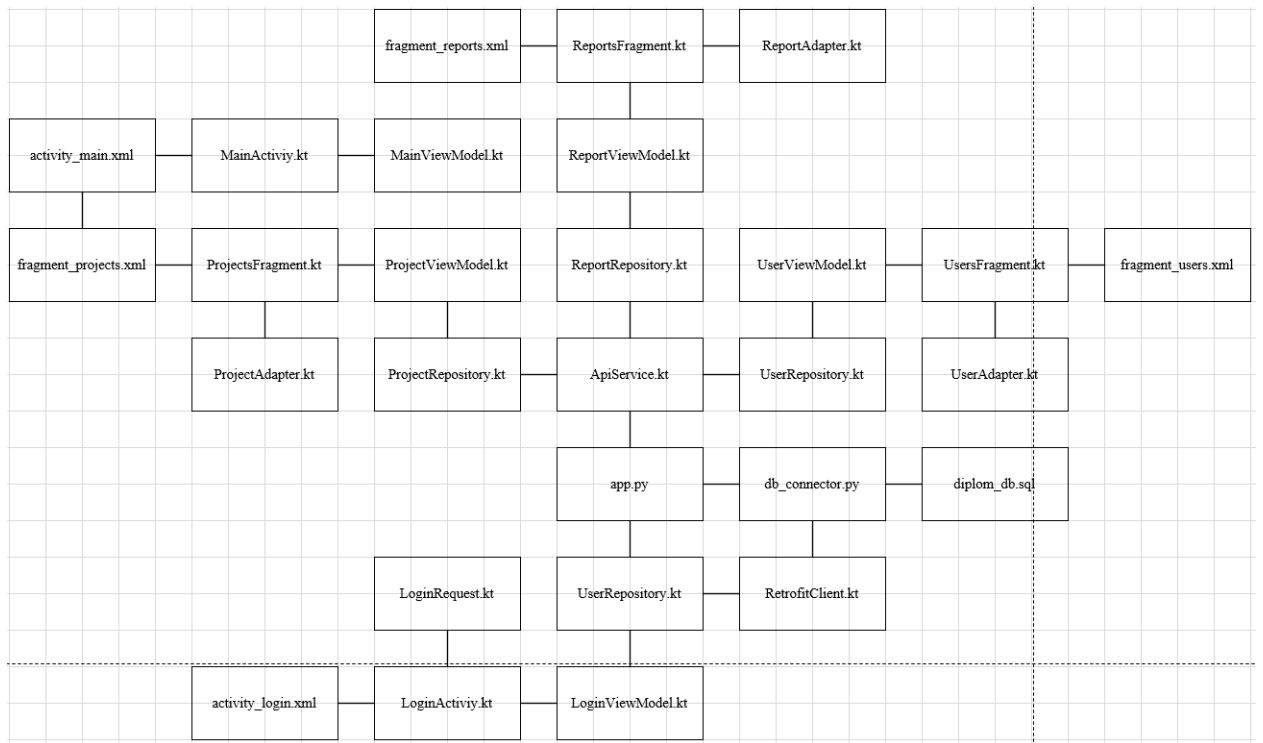 fragment_reports.xml
ReportsFragment.kt
ReportAdapter.kt
activity_main.xml
MainActiviy.kt
MainViewModel.kt
ReportViewModel.kt
fragment_projects.xml
ProjectsFragment.kt
ProjectViewModel.kt
ReportRepository.kt
UserViewModel.kt
UsersFragment.kt
fragment_users.xml
ProjectAdapter.kt
ProjectRepository.kt
ApiService.kt
UserRepository.kt
UserAdapter.kt
app.py
db_connector.py
diplom_db.sql
LoginRequest.kt
UserRepository.kt
RetrofitClient.kt
activity_login.xml
LoginActiviy.kt
LoginViewModel.kt